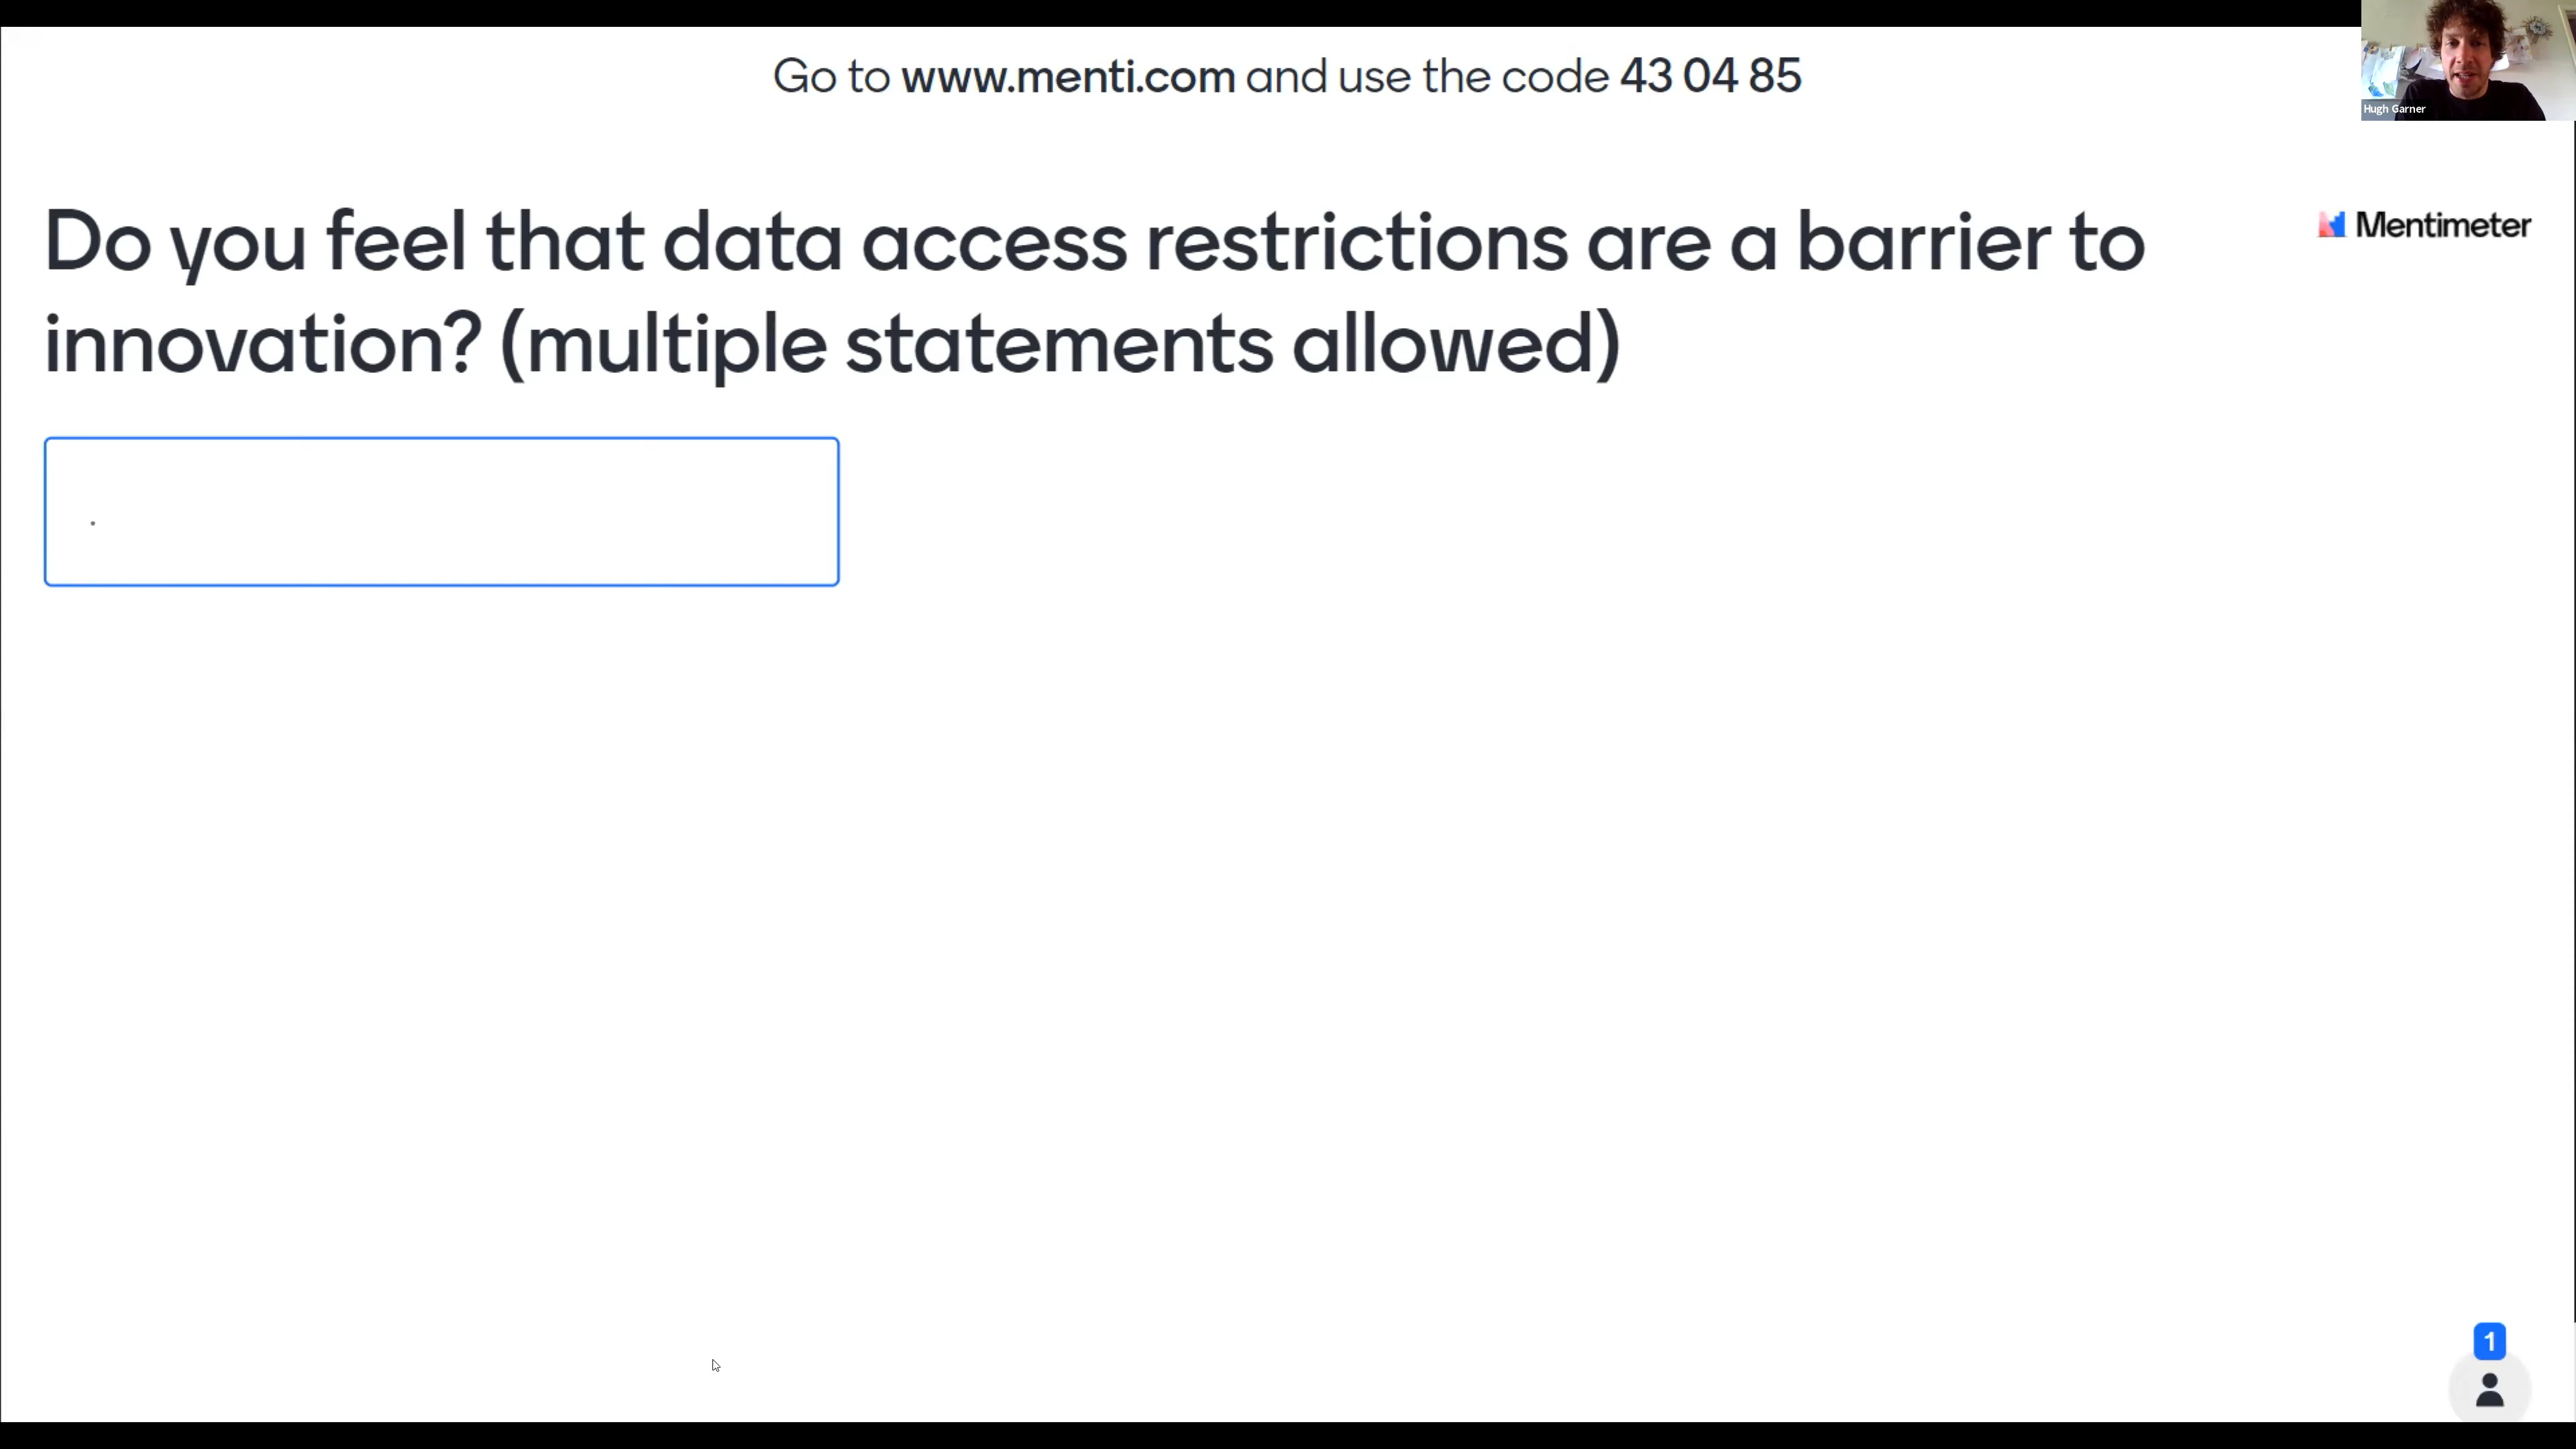 Go to www.menti.com and use the code 43 04 85
Hugh Garner
Do you feel that data access restrictions are a barrier to
innovation? (multiple statements allowed)
Mentimeter
.
1